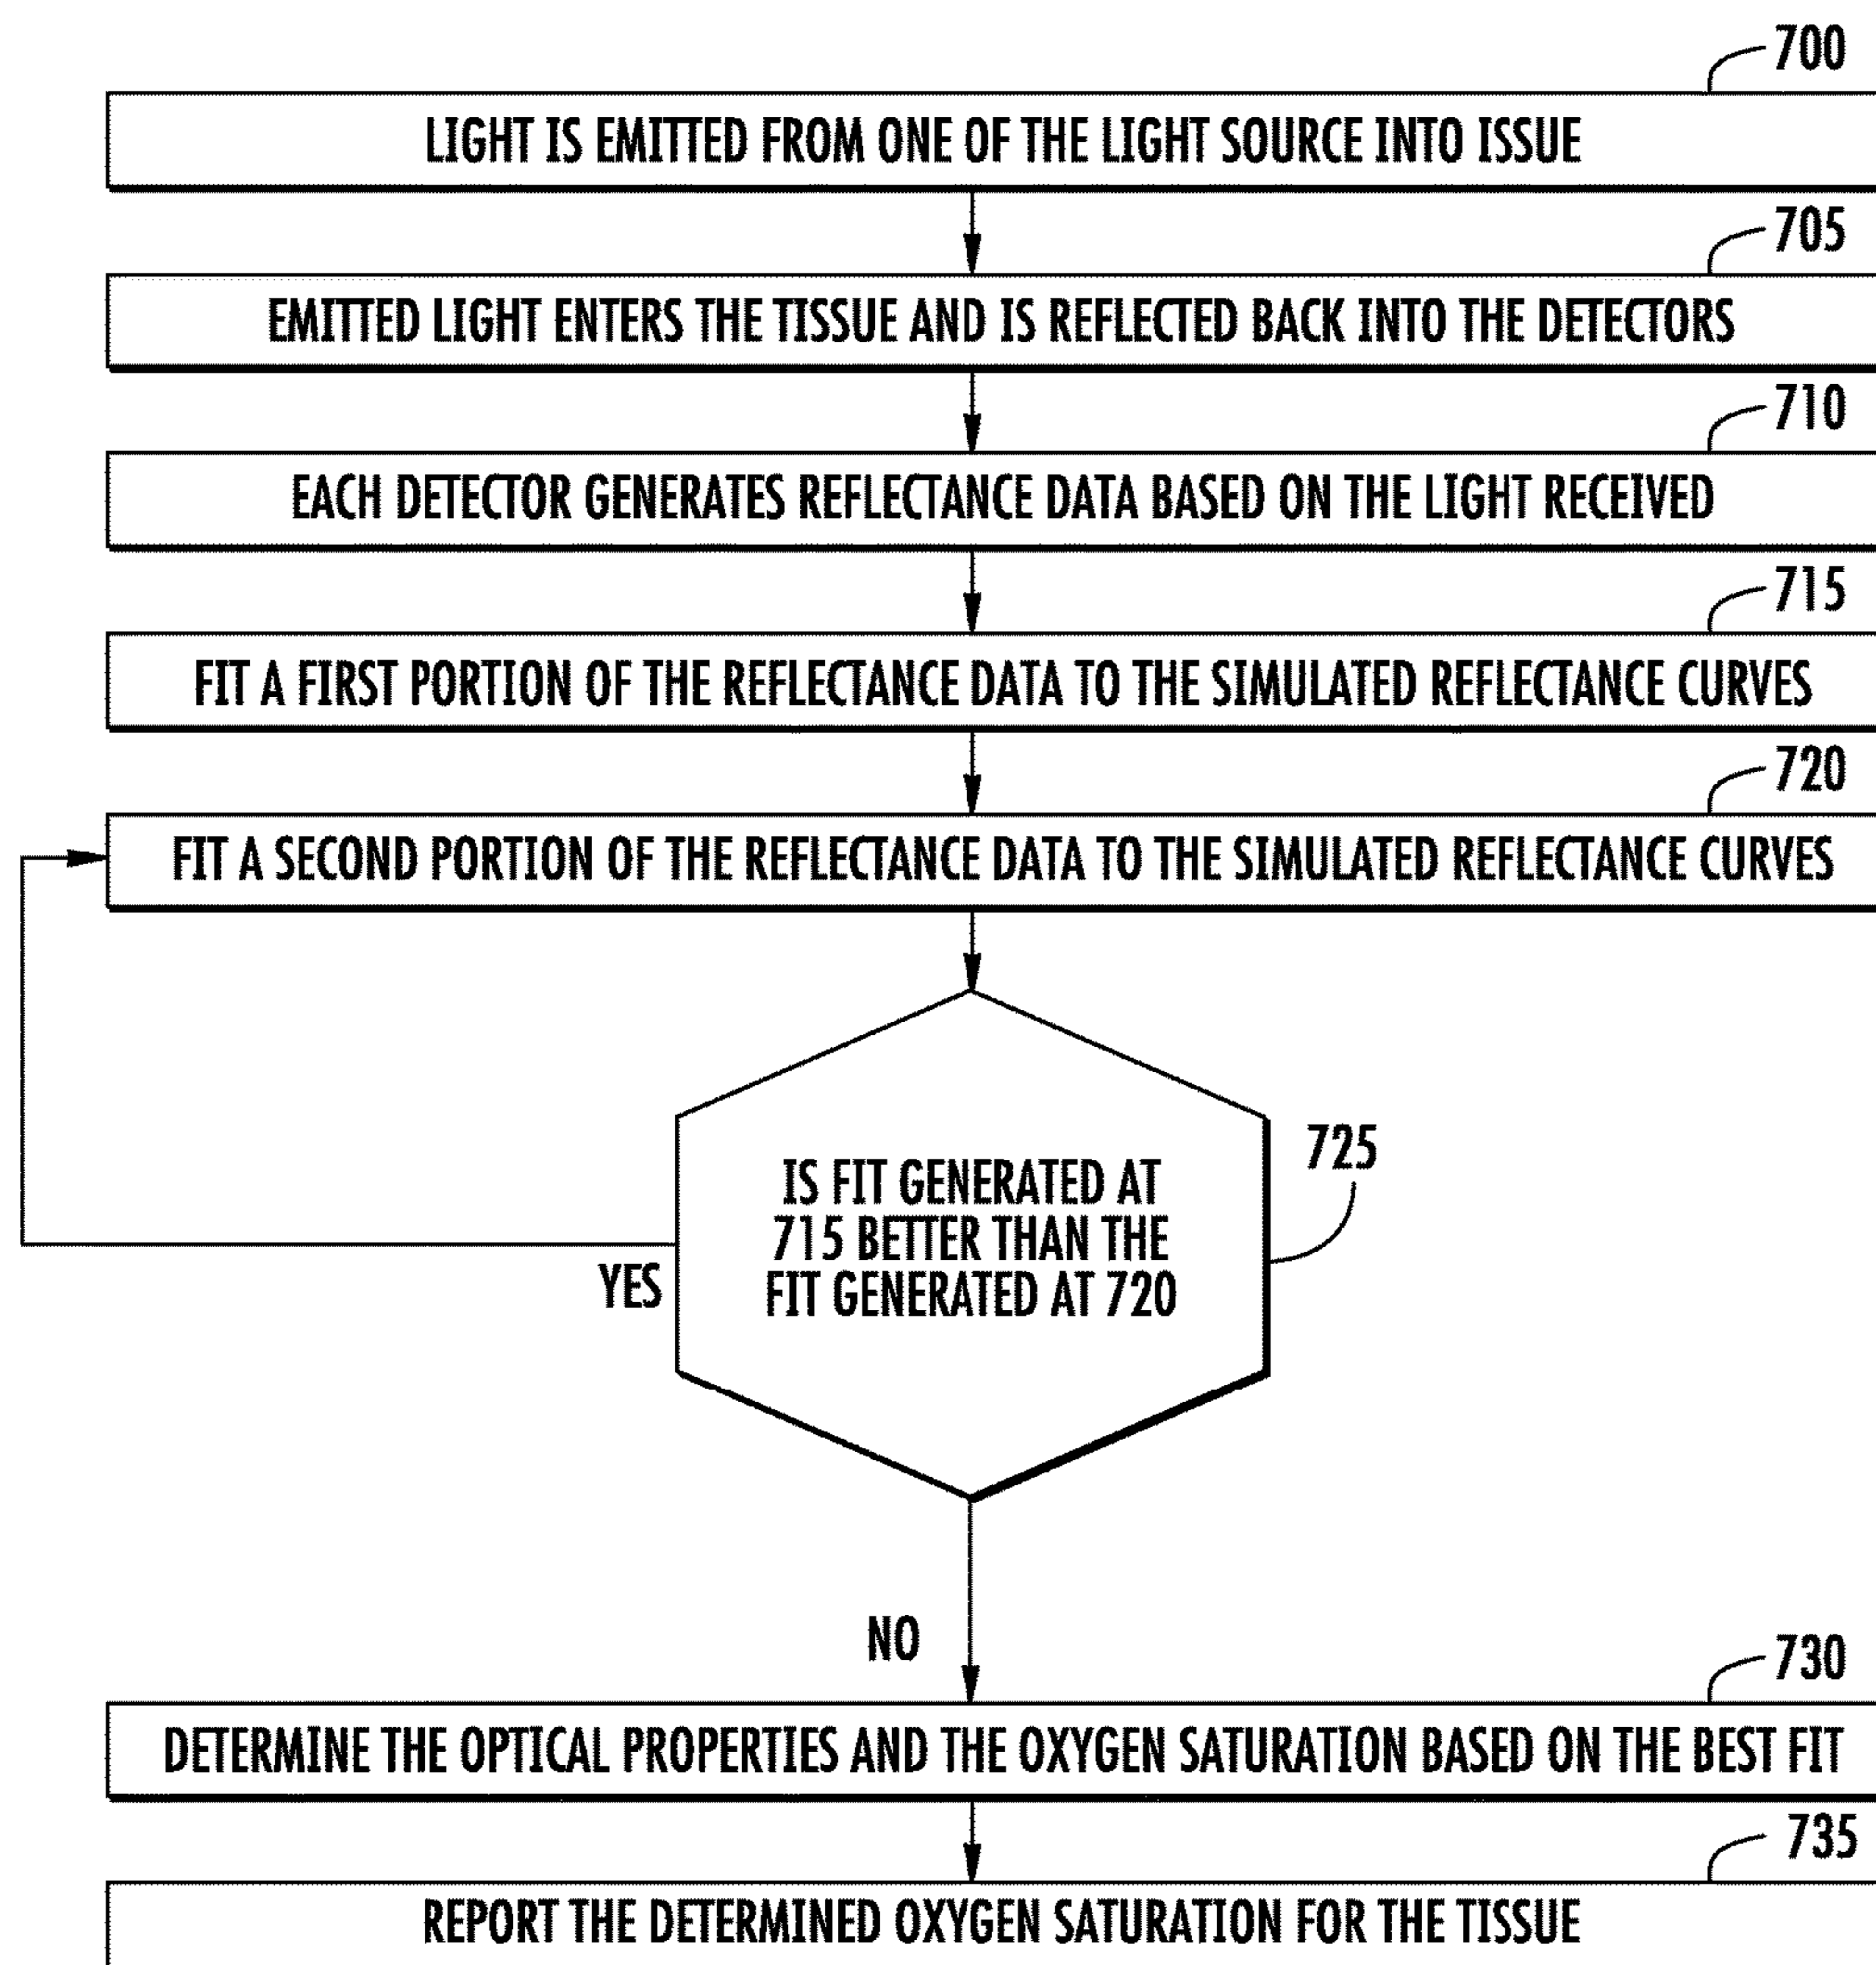 700
LIGHT IS EMITTED FROM ONE OF THE LIGHT SOURCE INTO ISSUE
705
EMITTED LIGHT ENTERS THE TISSUE AND IS REFLECTED BACK INTO THE DETECTORS
710
EACH DETECTOR GENERATES REFLECTANCE DATA BASED ON THE LIGHT RECEIVED
715
FIT A FIRST PORTION OF THE REFLECTANCE DATA TO THE SIMULATED REFLECTANCE CURVES
720
FIT A SECOND PORTION OF THE REFLECTANCE DATA TO THE SIMULATED REFLECTANCE CURVES
725
IS FIT GENERATED AT
715 BETTER THAN THE
FIT GENERATED AT 720
YES
NO
730
DETERMINE THE OPTICAL PROPERTIES AND THE OXYGEN SATURATION BASED ON THE BEST FIT
735
REPORT THE DETERMINED OXYGEN SATURATION FOR THE TISSUE